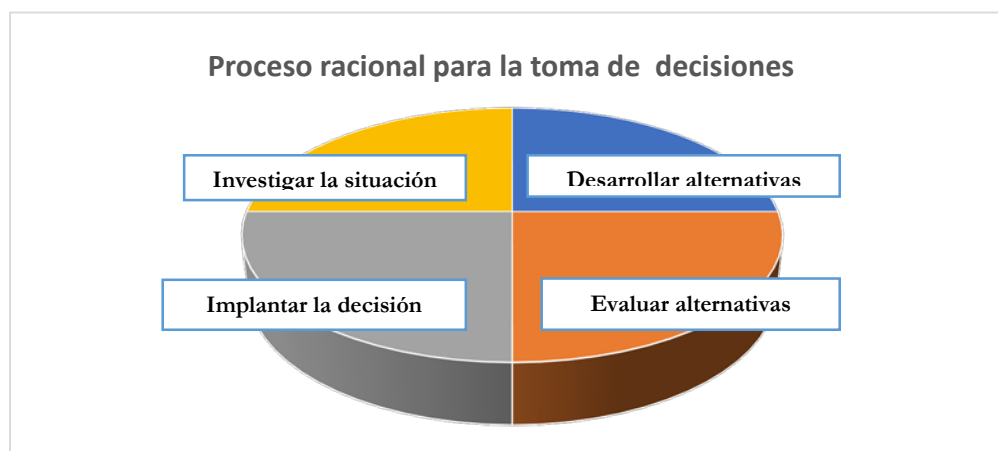 Proceso racional para la toma de decisiones
Investigar la situación
Desarrollar alternativas
Implantar la decisión
Evaluar alternativas